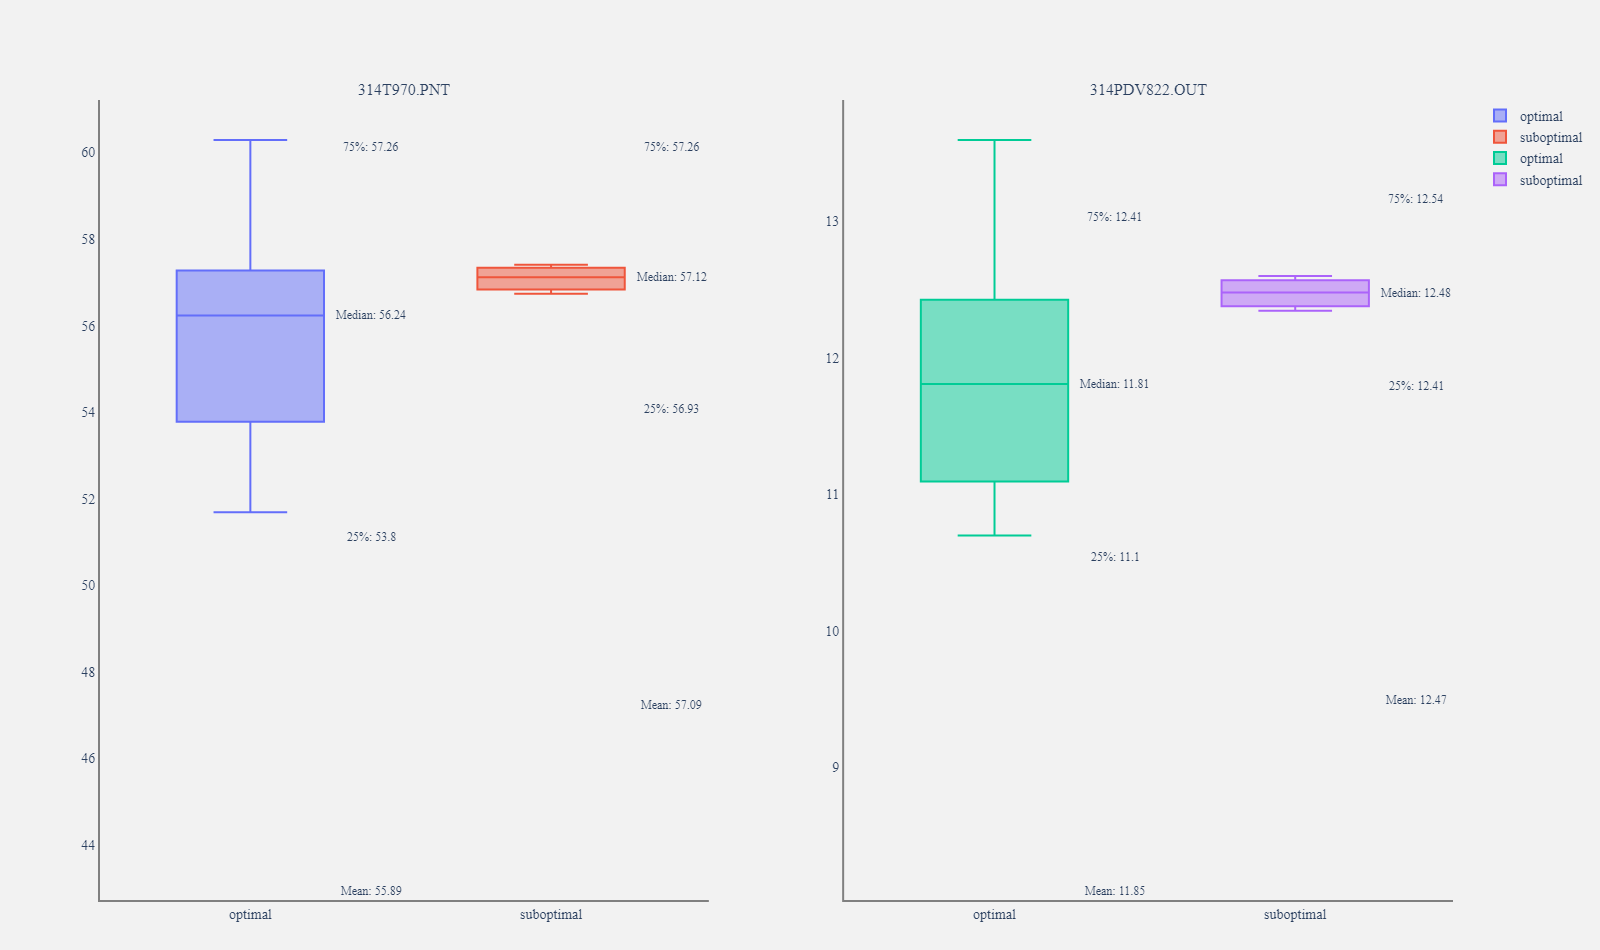 314T970.PNT
60
58
56
54
52
50
48
46
44
75%: 57.26
Median: 56.24
25%: 53.8
Mean: 55.89
75%: 57.26
Median: 57.12
25%: 56.93
Mean: 57.09
optimal
suboptimal
314PDV822.OUT
13
12
11
10
9
75%: 12.41
Median: 11.81
25%: 11.1
Mean: 11.85
75%: 12.54
Median: 12.48
25%: 12.41
Mean: 12.47
optimal
suboptimal
optimal
suboptimal
optimal
suboptimal